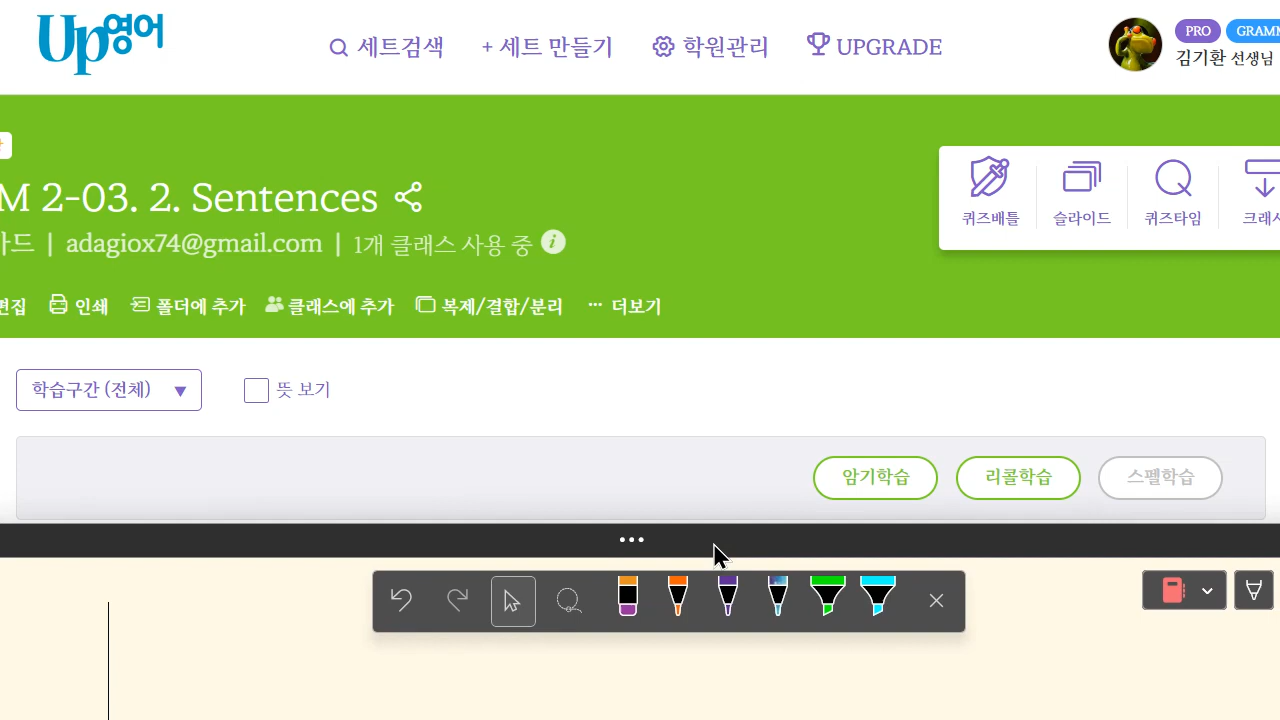 Up영어
세트검색
+ 세트 만들기
학원관리
UPGRADE
PRO
김기환 선생님
M 2-03. 2. Sentences
카드 | adagiox74@gmail.com | 1개 클래스 사용 중
편집
인쇄
폴더에 추가
클래스에 추가
복제/결합/분리
더보기
퀴즈배틀
슬라이드
퀴즈타임
학습구간 (전체)
뜻 보기
암기학습
리콜학습
스펠학습